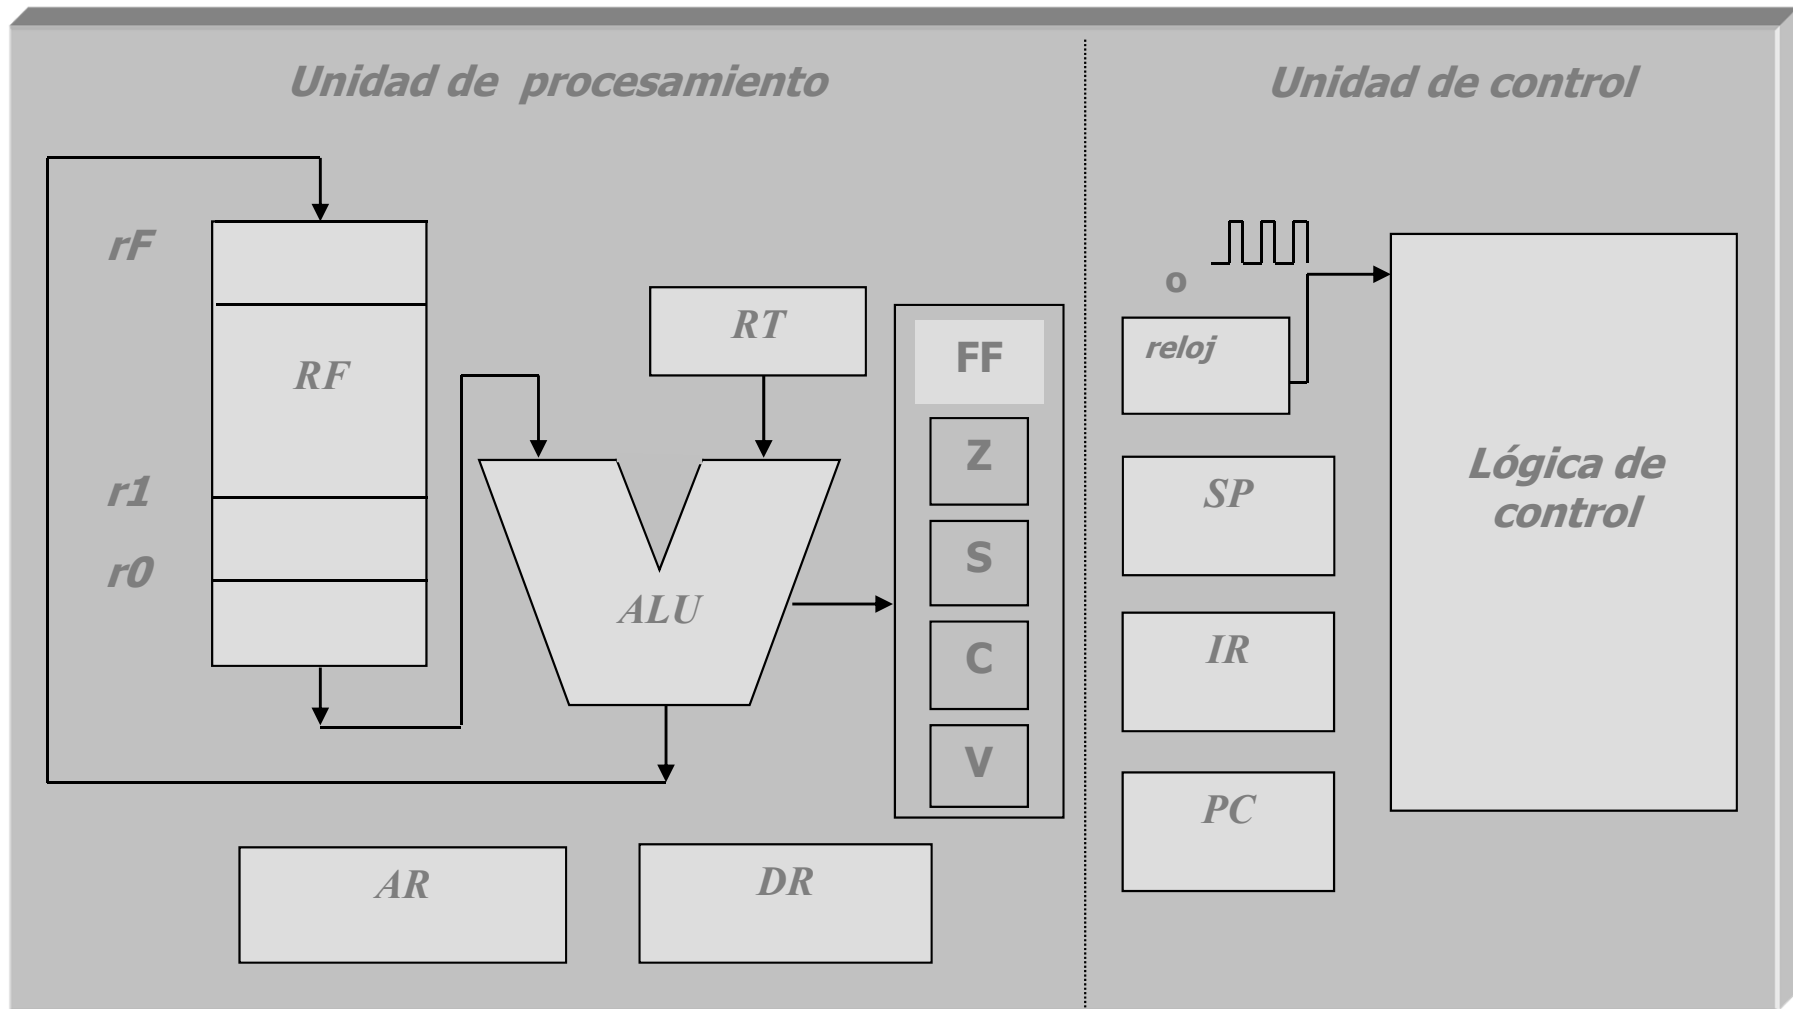 Unidad de procesamiento
rF
RF
r1
r0
RT
ALU
FF
Z
S
C
V
AR
DR
Unidad de control
o
reloj
SP
IR
PC
Lógica de
control